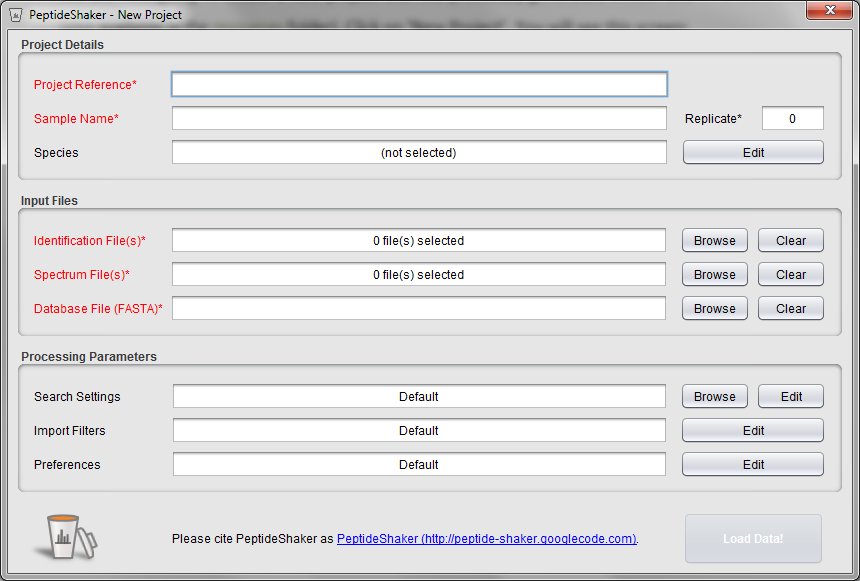 PeptideShaker - New Project
Project Details
Project Reference*
Sample Name* Replicate* 0
Species (not selected) Edit
Input Files
Identification File(s)* 0 file(s) selected Browse Clear
Spectrum File(s)* 0 file(s) selected Browse Clear
Database File (FASTA)* Browse Clear
Processing Parameters
Search Settings Default Browse Edit
Import Filters Default Edit
Preferences Default Edit
Please cite PeptideShaker as PeptideShaker (http://peptide-shaker.googlecode.com). Load Data!